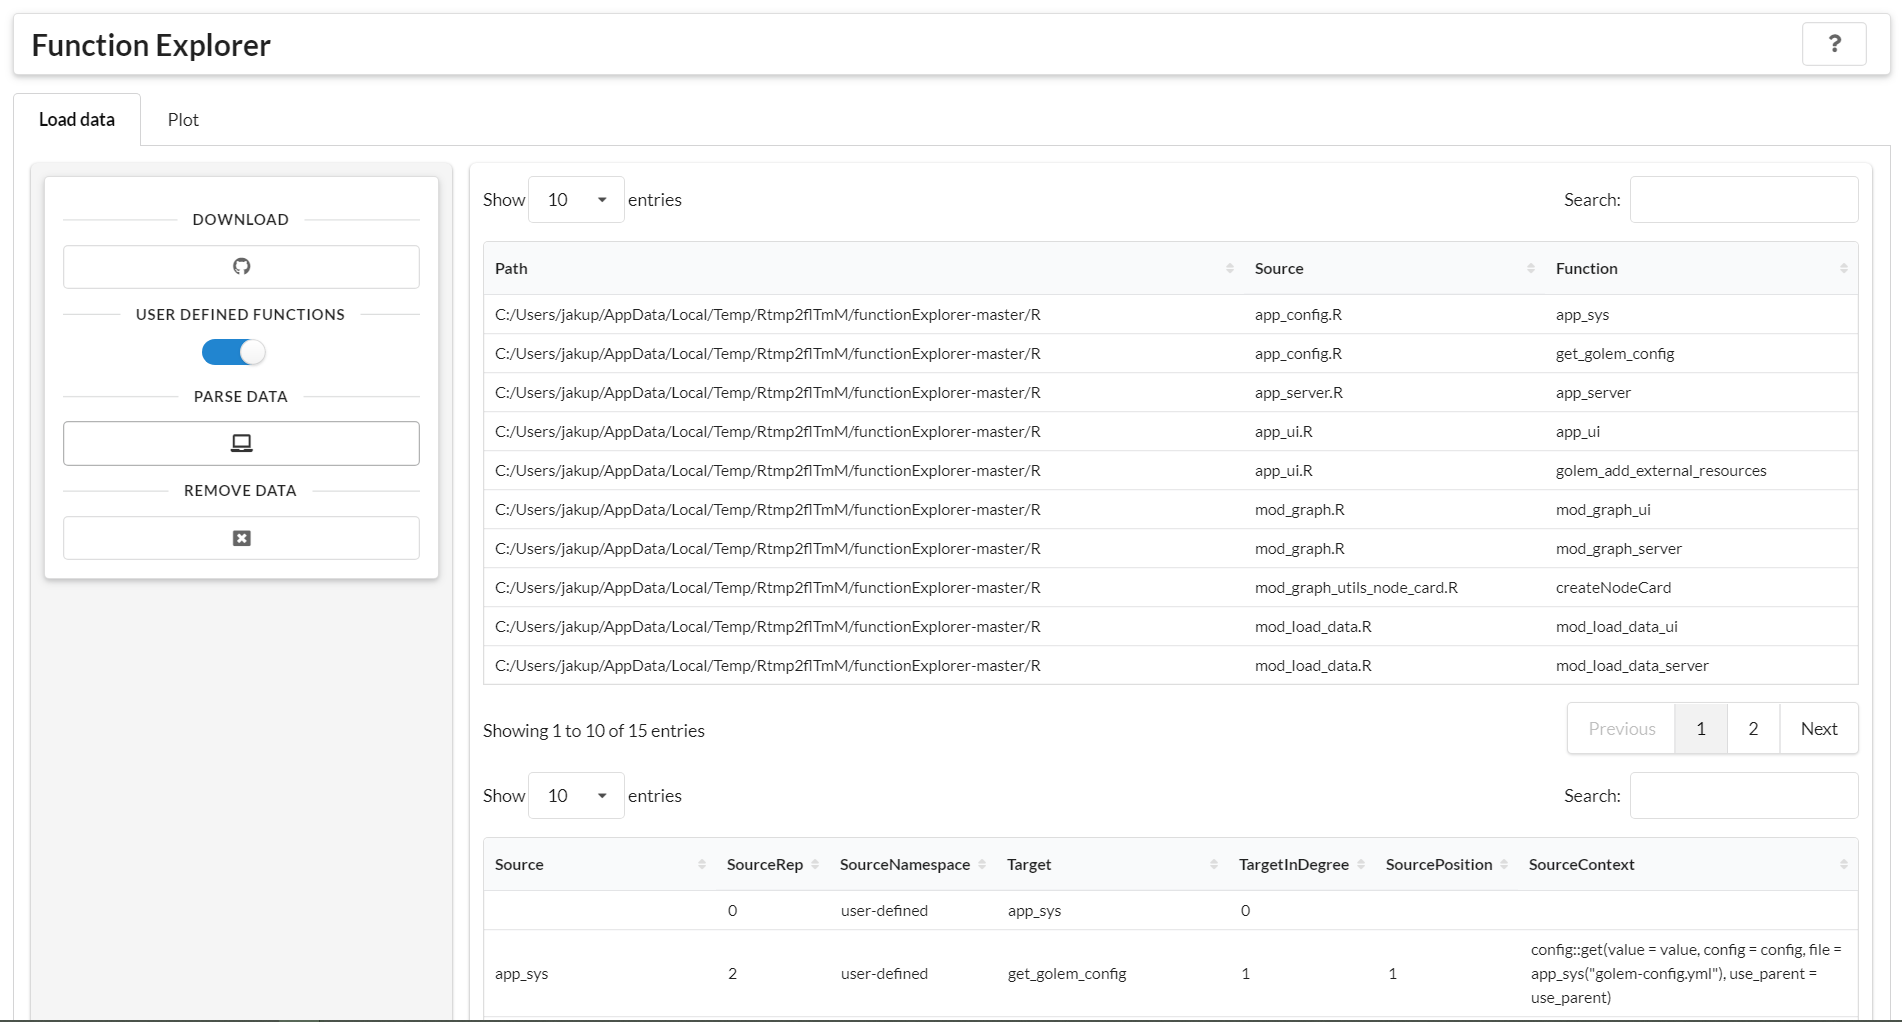 Function Explorer
?
Load data
Plot
DOWNLOAD
USER DEFINED FUNCTIONS
PARSE DATA
REMOVE DATA
Show 10 entries
Search:
Path Source Function
C:/Users/jakup/AppData/Local/Temp/Rtmp2flTmM/functionExplorer-master/R app_config.R app_sys
C:/Users/jakup/AppData/Local/Temp/Rtmp2flTmM/functionExplorer-master/R app_config.R get_golem_config
C:/Users/jakup/AppData/Local/Temp/Rtmp2flTmM/functionExplorer-master/R app_server.R app_server
C:/Users/jakup/AppData/Local/Temp/Rtmp2flTmM/functionExplorer-master/R app_ui.R app_ui
C:/Users/jakup/AppData/Local/Temp/Rtmp2flTmM/functionExplorer-master/R app_ui.R golem_add_external_resources
C:/Users/jakup/AppData/Local/Temp/Rtmp2flTmM/functionExplorer-master/R mod_graph.R mod_graph_ui
C:/Users/jakup/AppData/Local/Temp/Rtmp2flTmM/functionExplorer-master/R mod_graph.R mod_graph_server
C:/Users/jakup/AppData/Local/Temp/Rtmp2flTmM/functionExplorer-master/R mod_graph_utils_node_card.R createNodeCard
C:/Users/jakup/AppData/Local/Temp/Rtmp2flTmM/functionExplorer-master/R mod_load_data.R mod_load_data_ui
C:/Users/jakup/AppData/Local/Temp/Rtmp2flTmM/functionExplorer-master/R mod_load_data.R mod_load_data_server
Showing 1 to 10 of 15 entries
Previous 1 2 Next
Show 10 entries
Search:
Source SourceRep SourceNamespace Target TargetInDegree SourcePosition SourceContext
0 user-defined app_sys 0
app_sys 2 user-defined get_golem_config 1 1 config::get(value = value, config = config, file =
app_sys("golem-config.yml"), use_parent =
use_parent)